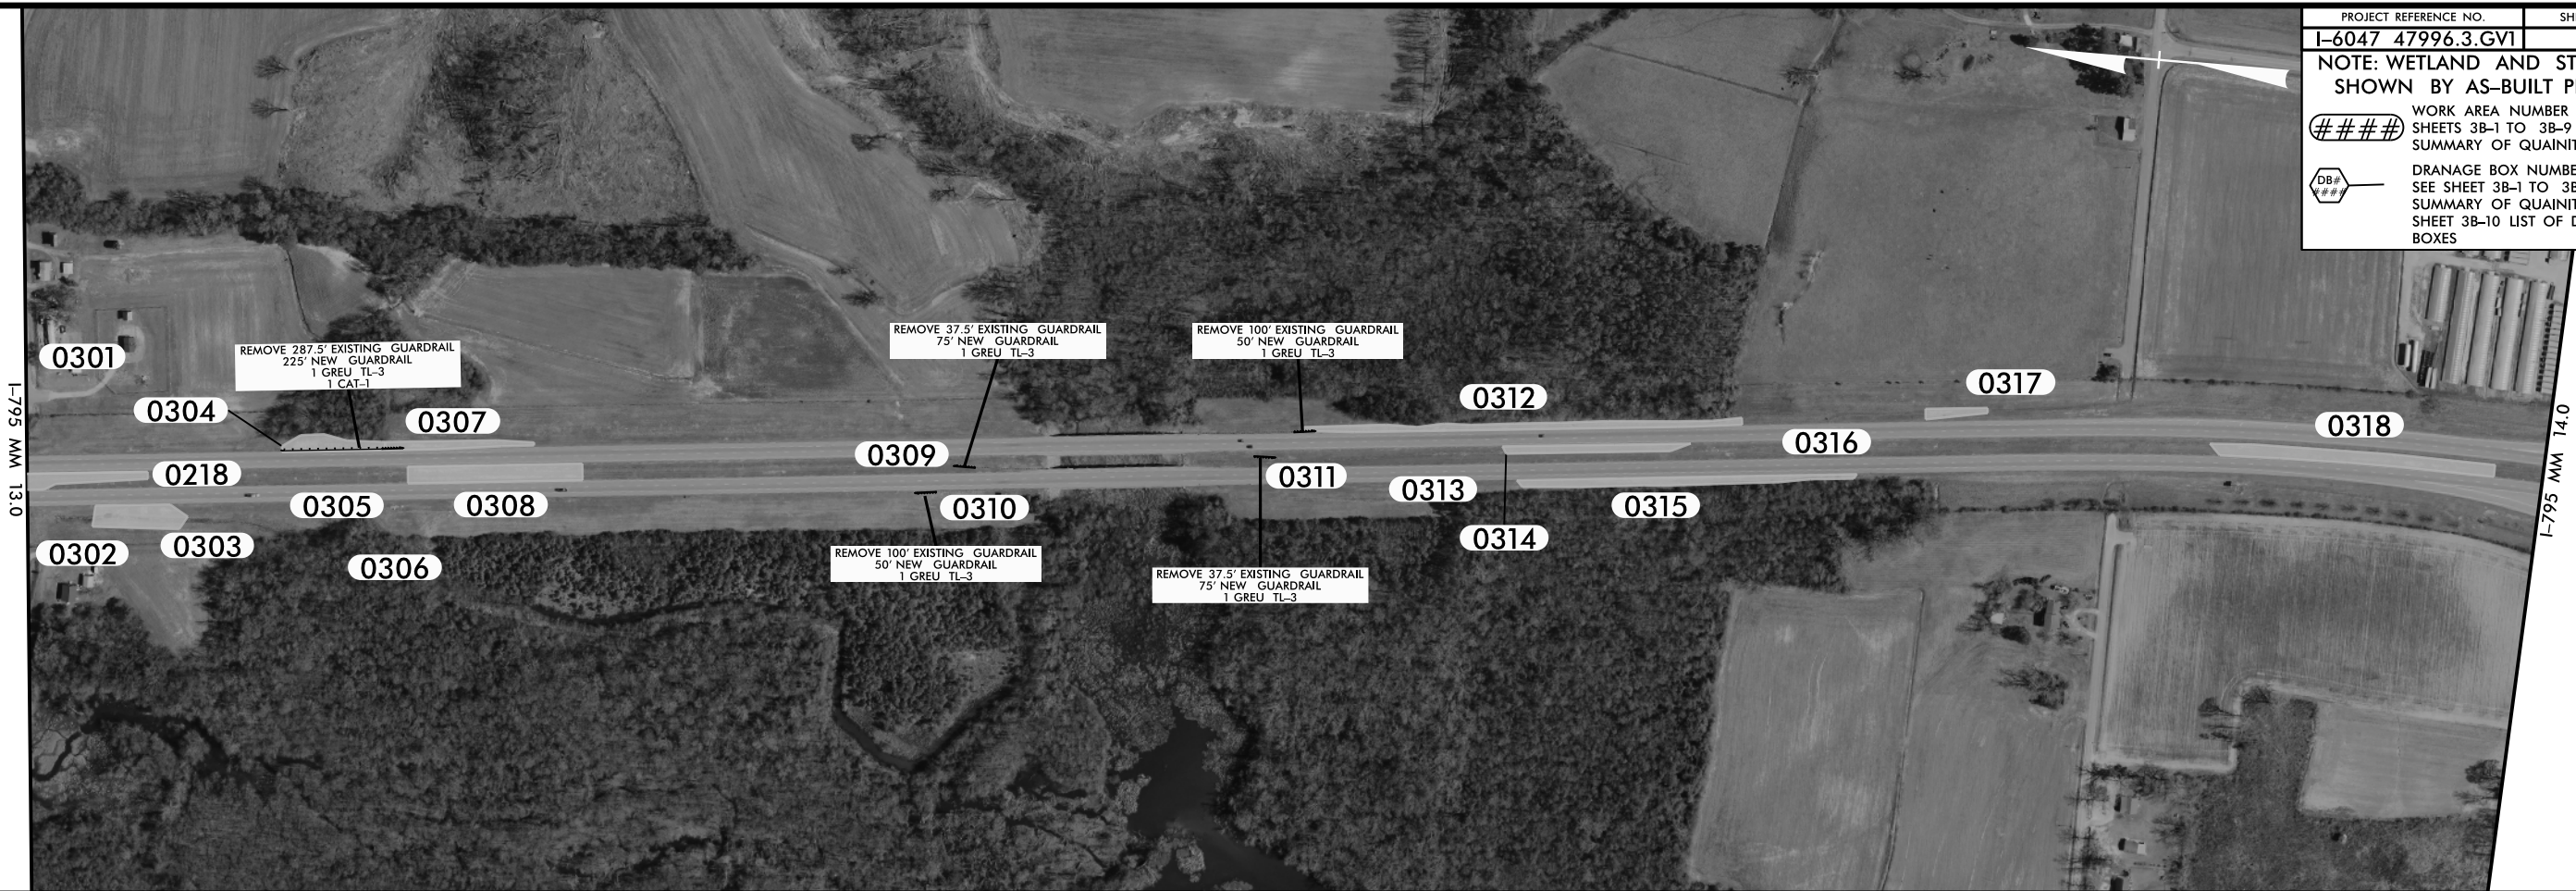 PROJECT REFERENCE NO.
I-6047 47996.3.GV1
NOTE: WETLAND AND
SHOWN BY AS-BUILT
####
WORK AREA NUMBER
SHEETS 3B-1 TO 3B-9
SUMMARY OF
DB#
####
DRANAGE BOX
SEE SHEET 3B-1 TO
SUMMARY OF
SHEET 3B-10 LIST OF
BOXES
REMOVE 37.5' EXISTING GUARDRAIL
75' NEW GUARDRAIL
1 GREU TL-3
REMOVE 100' EXISTING GUARDRAIL
50' NEW GUARDRAIL
1 GREU TL-3
REMOVE 287.5' EXISTING GUARDRAIL
225' NEW GUARDRAIL
1 GREU TL-3
1 CAT-1
0301
0304
0307
0312
0317
0309
0316
0318
0218
0311
0313
0305
0308
0310
0315
0302
0303
0306
0314
REMOVE 100' EXISTING GUARDRAIL
50' NEW GUARDRAIL
1 GREU TL-3
REMOVE 37.5' EXISTING GUARDRAIL
75' NEW GUARDRAIL
1 GREU TL-3
I-795 MM 13.0
I-795 MM 14.0